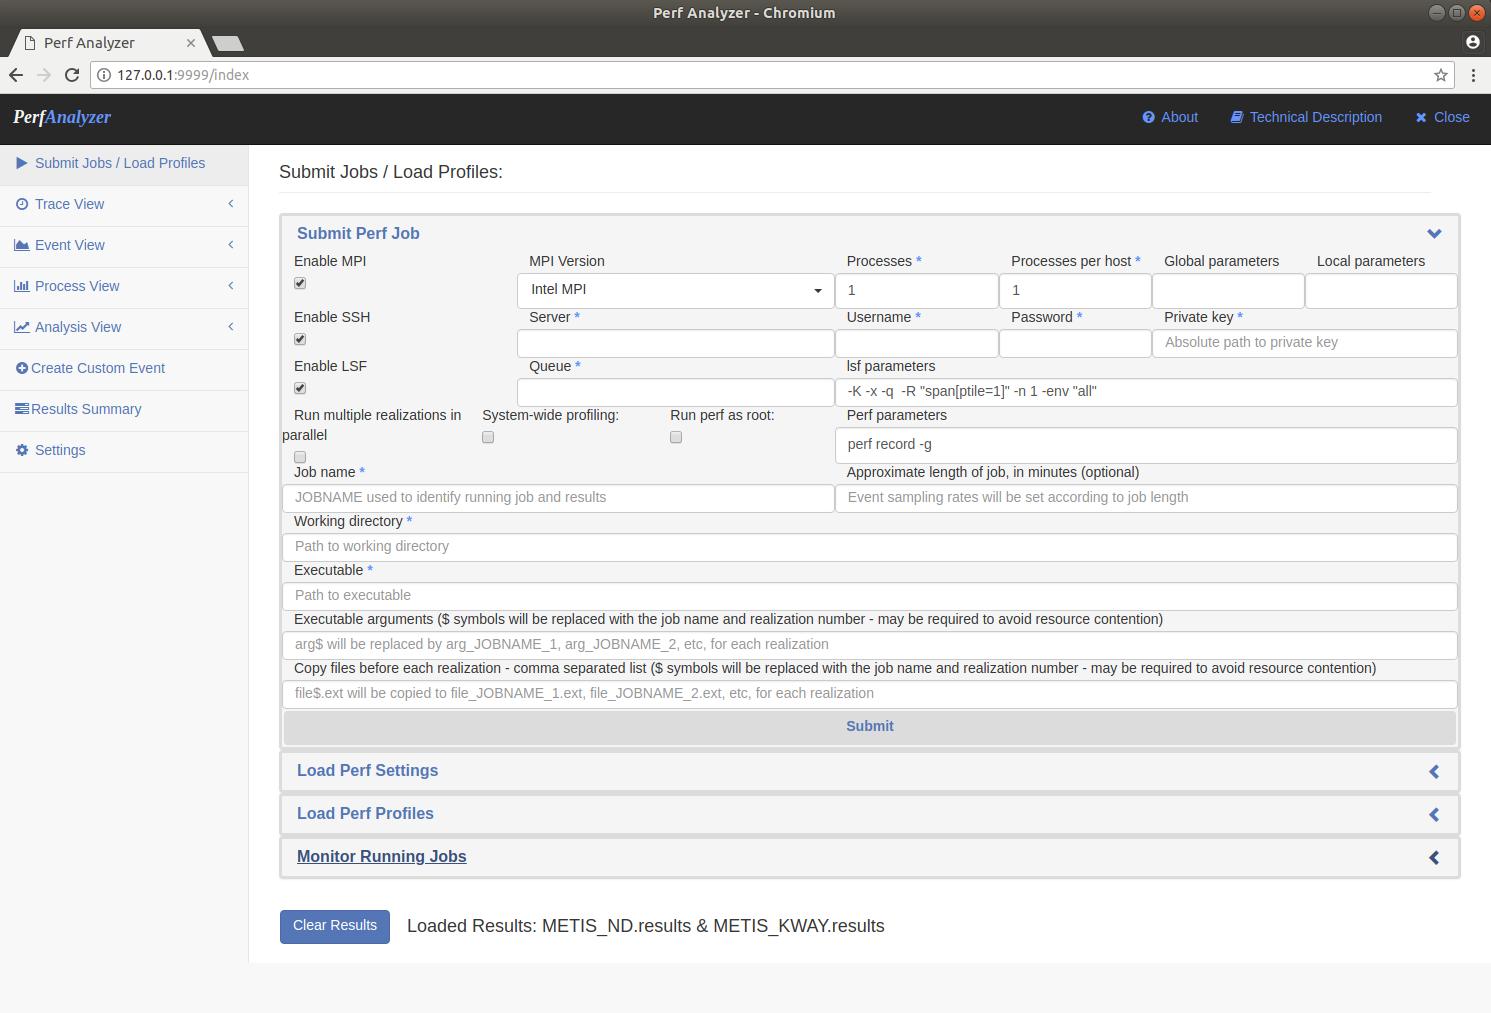 Perf Analyzer - Chromium
Perf Analyzer
127.0.0.1:9999/index
PerfAnalyzer
About
Technical Description
Close
Submit Jobs / Load Profiles
Trace View
Event View
Process View
Analysis View
Create Custom Event
Results Summary
Settings
Submit Jobs / Load Profiles:
Submit Perf Job
Enable MPI
MPI Version
Processes *
Processes per host *
Global parameters
Local parameters
Intel MPI
1
1
Enable SSH
Server *
Username *
Password *
Private key *
Absolute path to private key
Enable LSF
Queue *
lsf parameters
-K -x -q  -R "span[ptile=1]" -n 1 -env "all"
Run multiple realizations in
parallel
System-wide profiling:
Run perf as root:
Perf parameters
perf record -g
Job name *
Approximate length of job, in minutes (optional)
JOBNAME used to identify running job and results
Event sampling rates will be set according to job length
Working directory *
Path to working directory
Executable *
Path to executable
Executable arguments ($ symbols will be replaced with the job name and realization number - may be required to avoid resource contention)
arg$ will be replaced by arg_JOBNAME_1, arg_JOBNAME_2, etc, for each realization
Copy files before each realization - comma separated list ($ symbols will be replaced with the job name and realization number - may be required to avoid resource contention)
file$.ext will be copied to file_JOBNAME_1.ext, file_JOBNAME_2.ext, etc, for each realization
Submit
Load Perf Settings
Load Perf Profiles
Monitor Running Jobs
Clear Results
Loaded Results: METIS_ND.results & METIS_KWAY.results